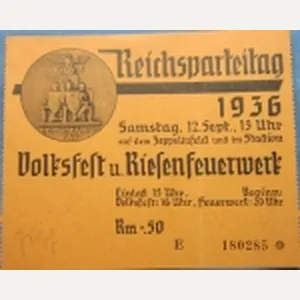 Reichsparteitag
1936
Samstag, 12. Sept., 15 Uhr
auf dem Zeppelinfeld und im Stadion
Volksfest u. Riesenfeuerwerk
Einlaß 15 Uhr, Beginn:
Volksfest: 16 Uhr, Feuerwerk: 20 Uhr
Rm -.50
E 180285